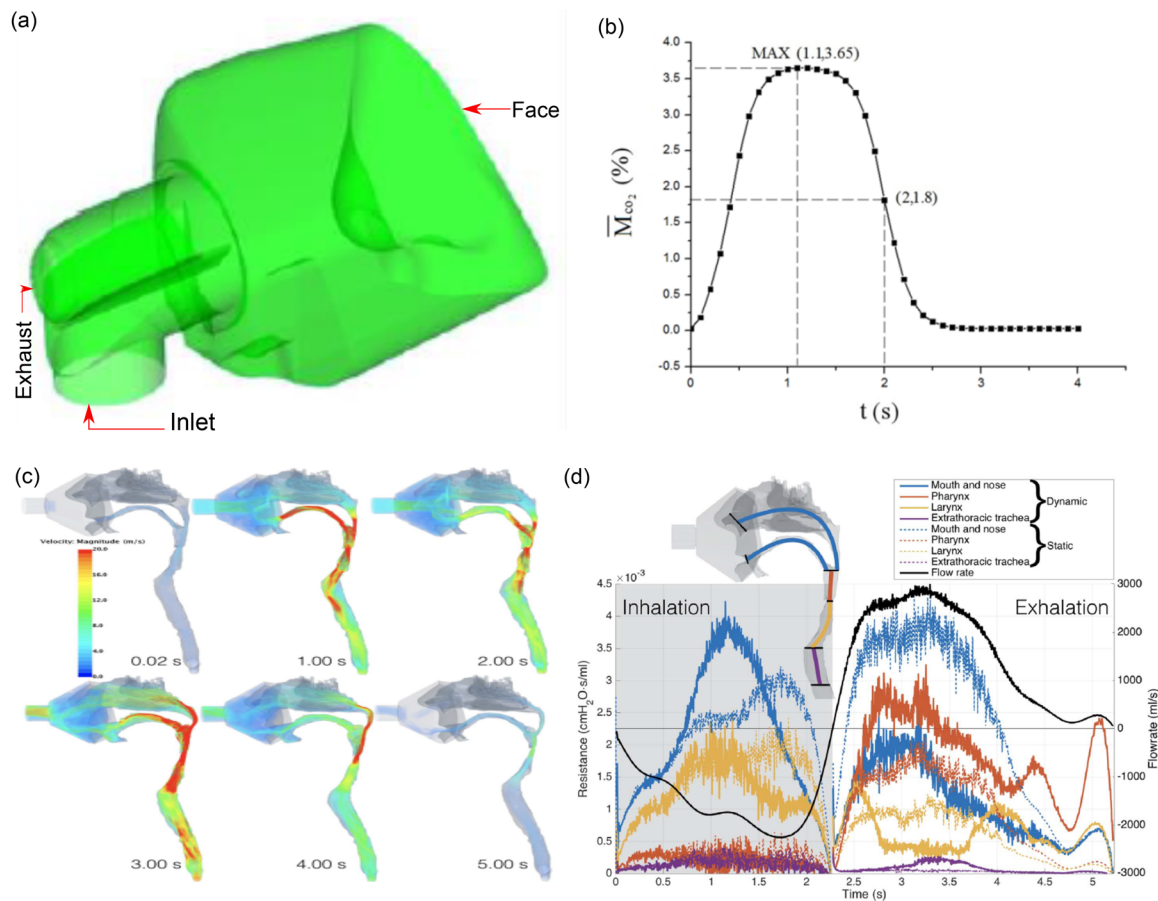 (a)
Face
Exhaust
Inlet
(b)
MAX (1.1,3.65)
(2,1.8)
M̅co₂ (%)
4.0
3.5
3.0
2.5
2.0
1.5
1.0
0.5
0.0
-0.5
0
1
2
3
4
t (s)
(c)
Velocity: Magnitude (m/s)
20.0
16.0
12.0
8.0
4.0
0.0
0.02 s
1.00 s
2.00 s
3.00 s
4.00 s
5.00 s
(d)
Mouth and nose
Pharynx
Larynx
Extrathoracic trachea
Dynamic
Mouth and nose
Pharynx
Larynx
Extrathoracic trachea
Static
Flow rate
×10⁻³
Inhalation
Exhalation
Resistance (cmH₂O·s/ml)
4.5
4
3.5
3
2.5
2
1.5
1
0.5
0
0
0.5
1.0
1.5
2.0
2.5
3.0
3.5
4.0
4.5
5.0
Time (s)
3000
2000
1000
0
-1000
-2000
-3000
Flowrate (ml/s)